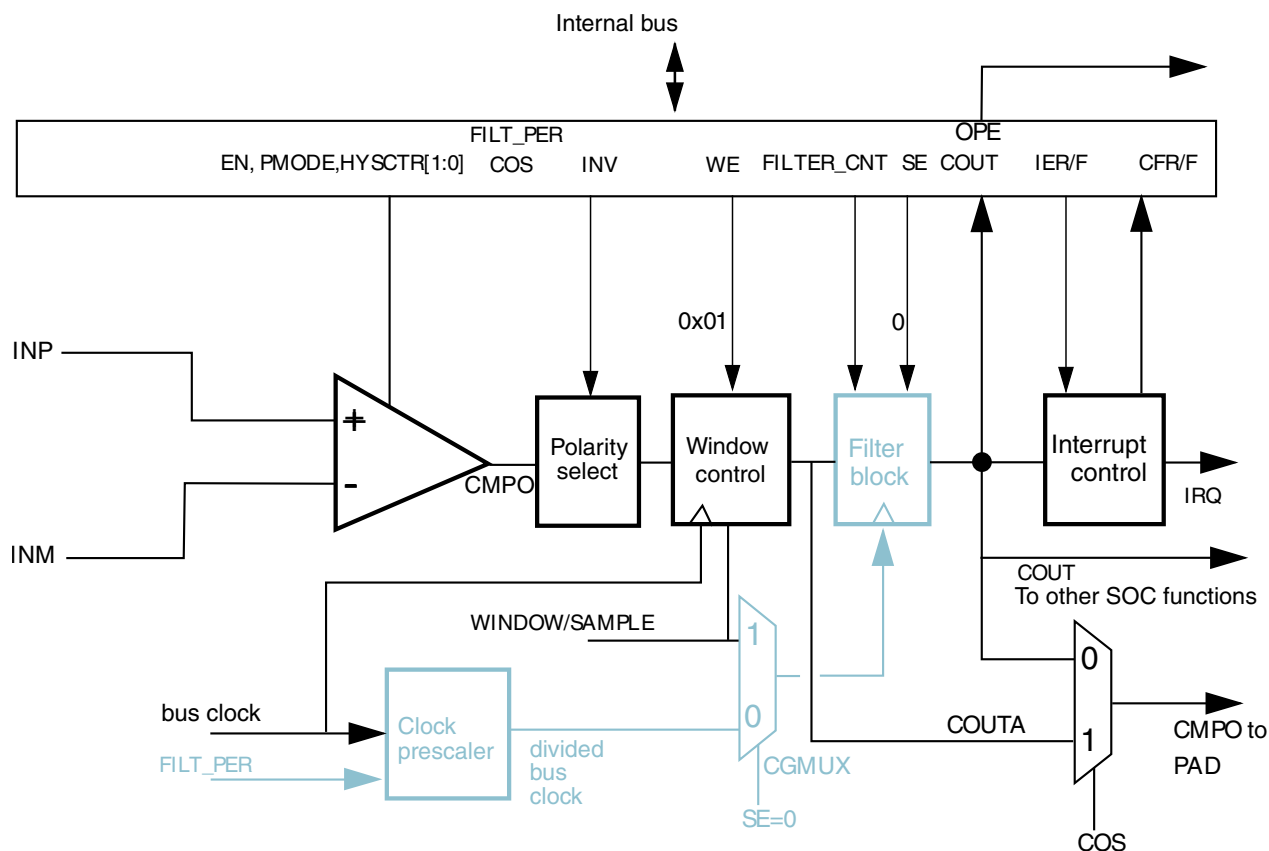 Internal bus
FILT_PER
OPE
EN, PMODE,HYSCTR[1:0]
COS
INV
WE
FILTER_CNT
SE
COUT
IER/F
CFR/F
0x01
0
INP
+
-
INM
CMPO
Polarity
select
Window
control
Filter
block
Interrupt
control
IRQ
COUT
To other SOC functions
WINDOW/SAMPLE
1
0
bus clock
FILT_PER
Clock
prescaler
divided
bus
clock
CGMUX
SE=0
COUTA
0
1
CMPO to
PAD
COS